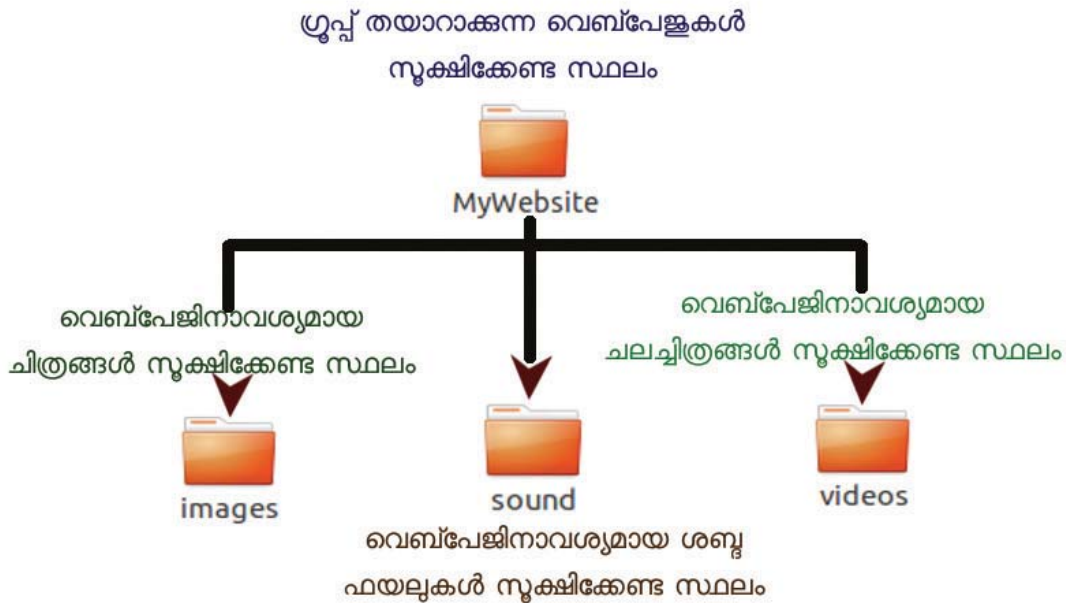 ഗ്രൂപ്പ് തയാറാക്കുന്ന വെബ്പേജുകൾ
സൂക്ഷിക്കേണ്ട സ്ഥലം
MyWebsite
വെബ്പേജിനാവശ്യമായ
ചിത്രങ്ങൾ സൂക്ഷിക്കേണ്ട സ്ഥലം
images
sound
വെബ്പേജിനാവശ്യമായ ശബ്ദ
ഫയലുകൾ സൂക്ഷിക്കേണ്ട സ്ഥലം
വെബ്പേജിനാവശ്യമായ
ചലച്ചിത്രങ്ങൾ സൂക്ഷിക്കേണ്ട സ്ഥലം
videos